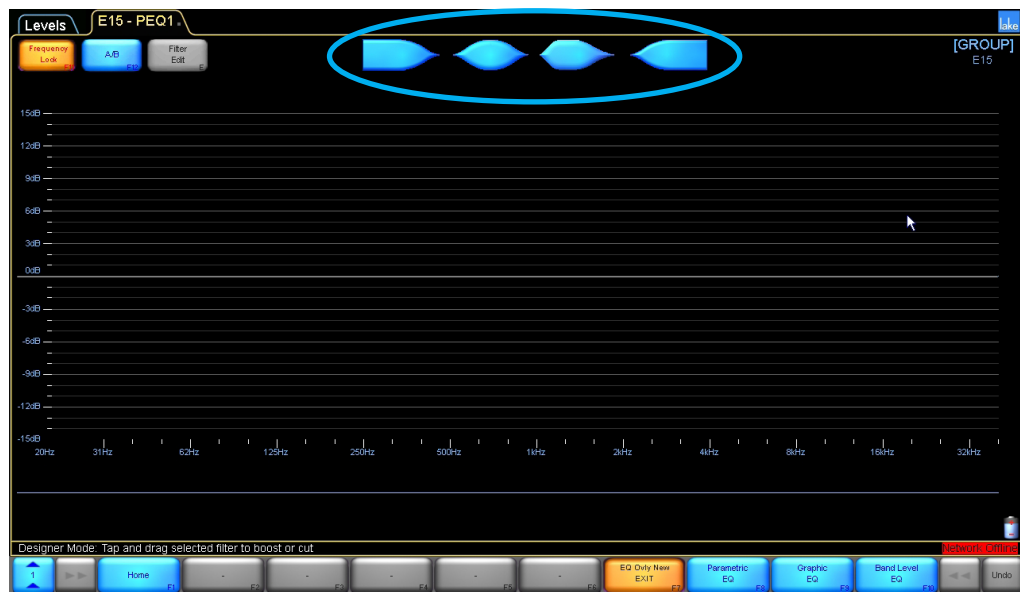 Levels
E15 - PEQ1
lake
Frequency
Lock
F11
A/B
F12
Filter
Edit
F
[GROUP]
E15
15dB
12dB
9dB
6dB
3dB
0dB
-3dB
-6dB
-9dB
-12dB
-15dB
20Hz 31Hz 62Hz 125Hz 250Hz 500Hz 1kHz 2kHz 4kHz 8kHz 16kHz 32kHz
Designer Mode: Tap and drag selected filter to boost or cut
Network Offline
1
Home
F1
-
F2
-
F3
-
F4
-
F5
-
F6
EQ Ovly New
EXIT
F7
Parametric
EQ
F8
Graphic
EQ
F9
Band Level
EQ
F10
Undo